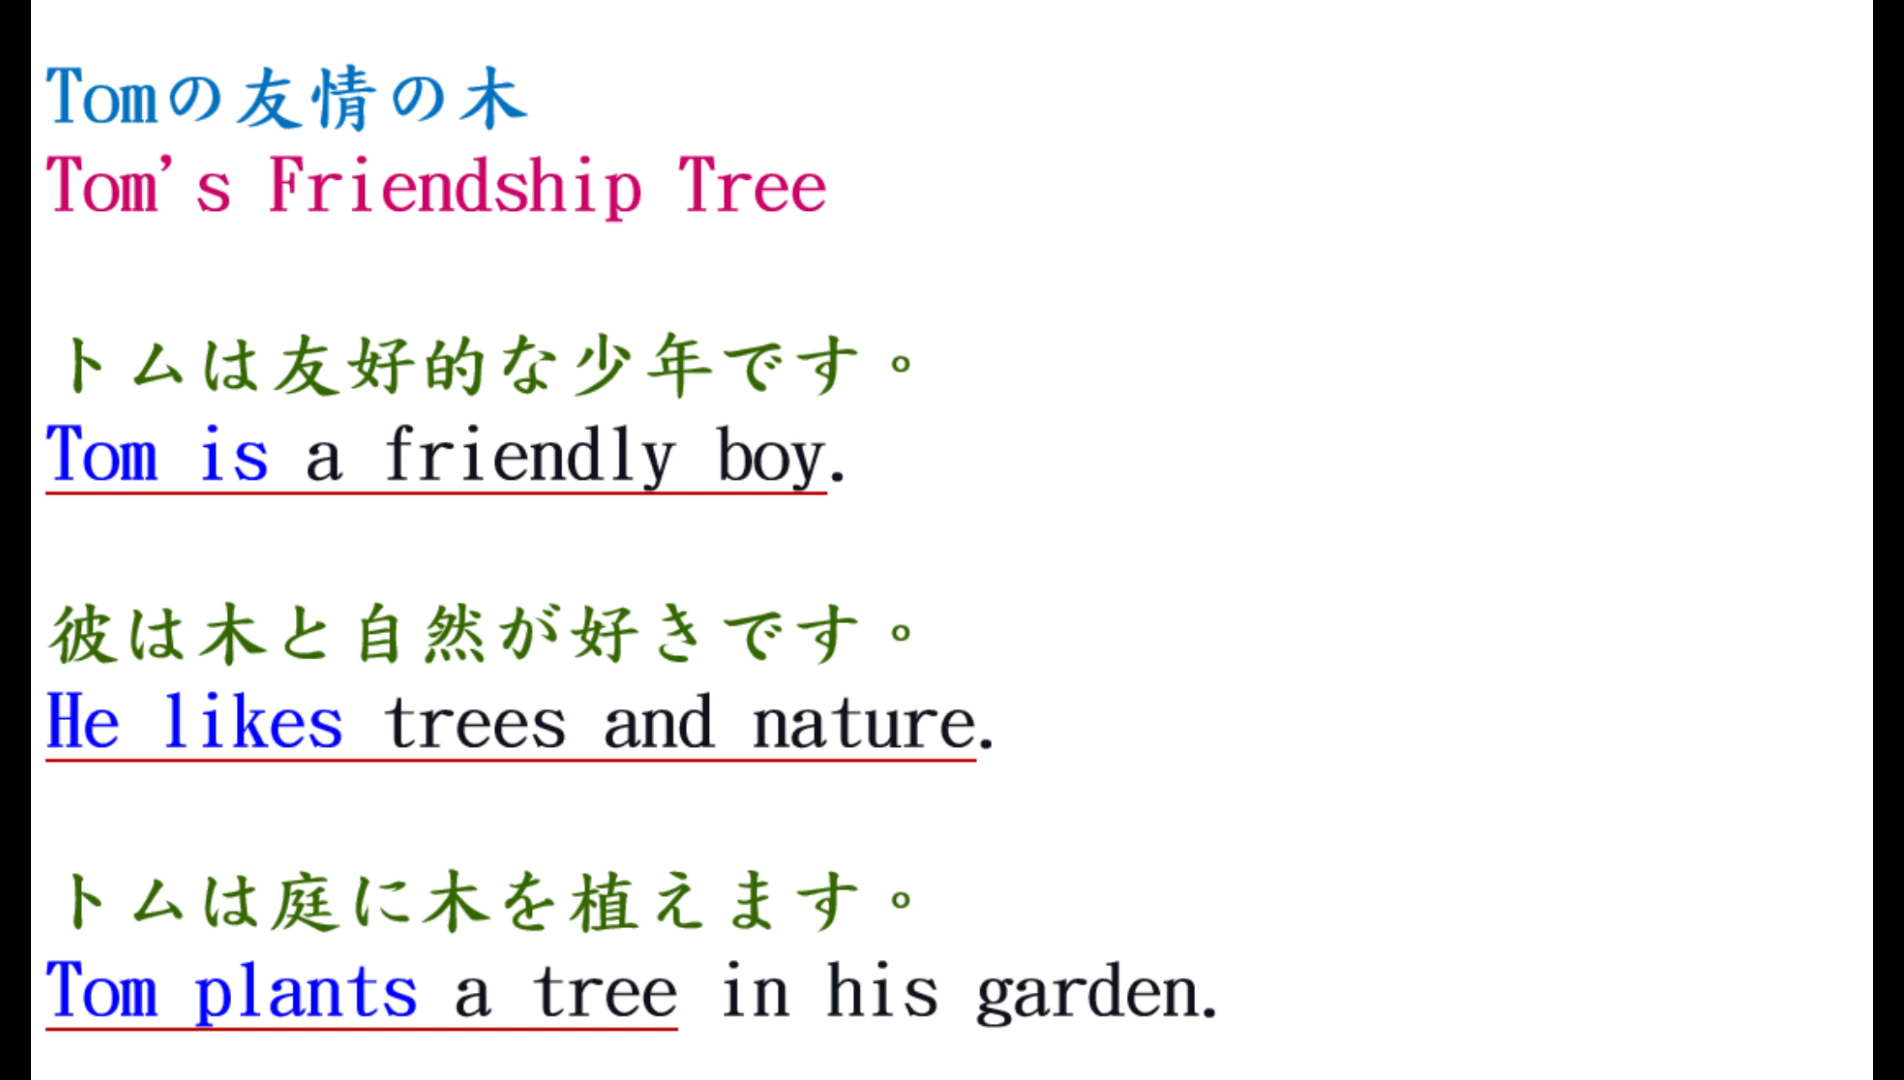 Tomの友情の木
Tom's Friendship Tree
トムは友好的な少年です。
Tom is a friendly boy.
彼は木と自然が好きです。
He likes trees and nature.
トムは庭に木を植えます。
Tom plants a tree in his garden.